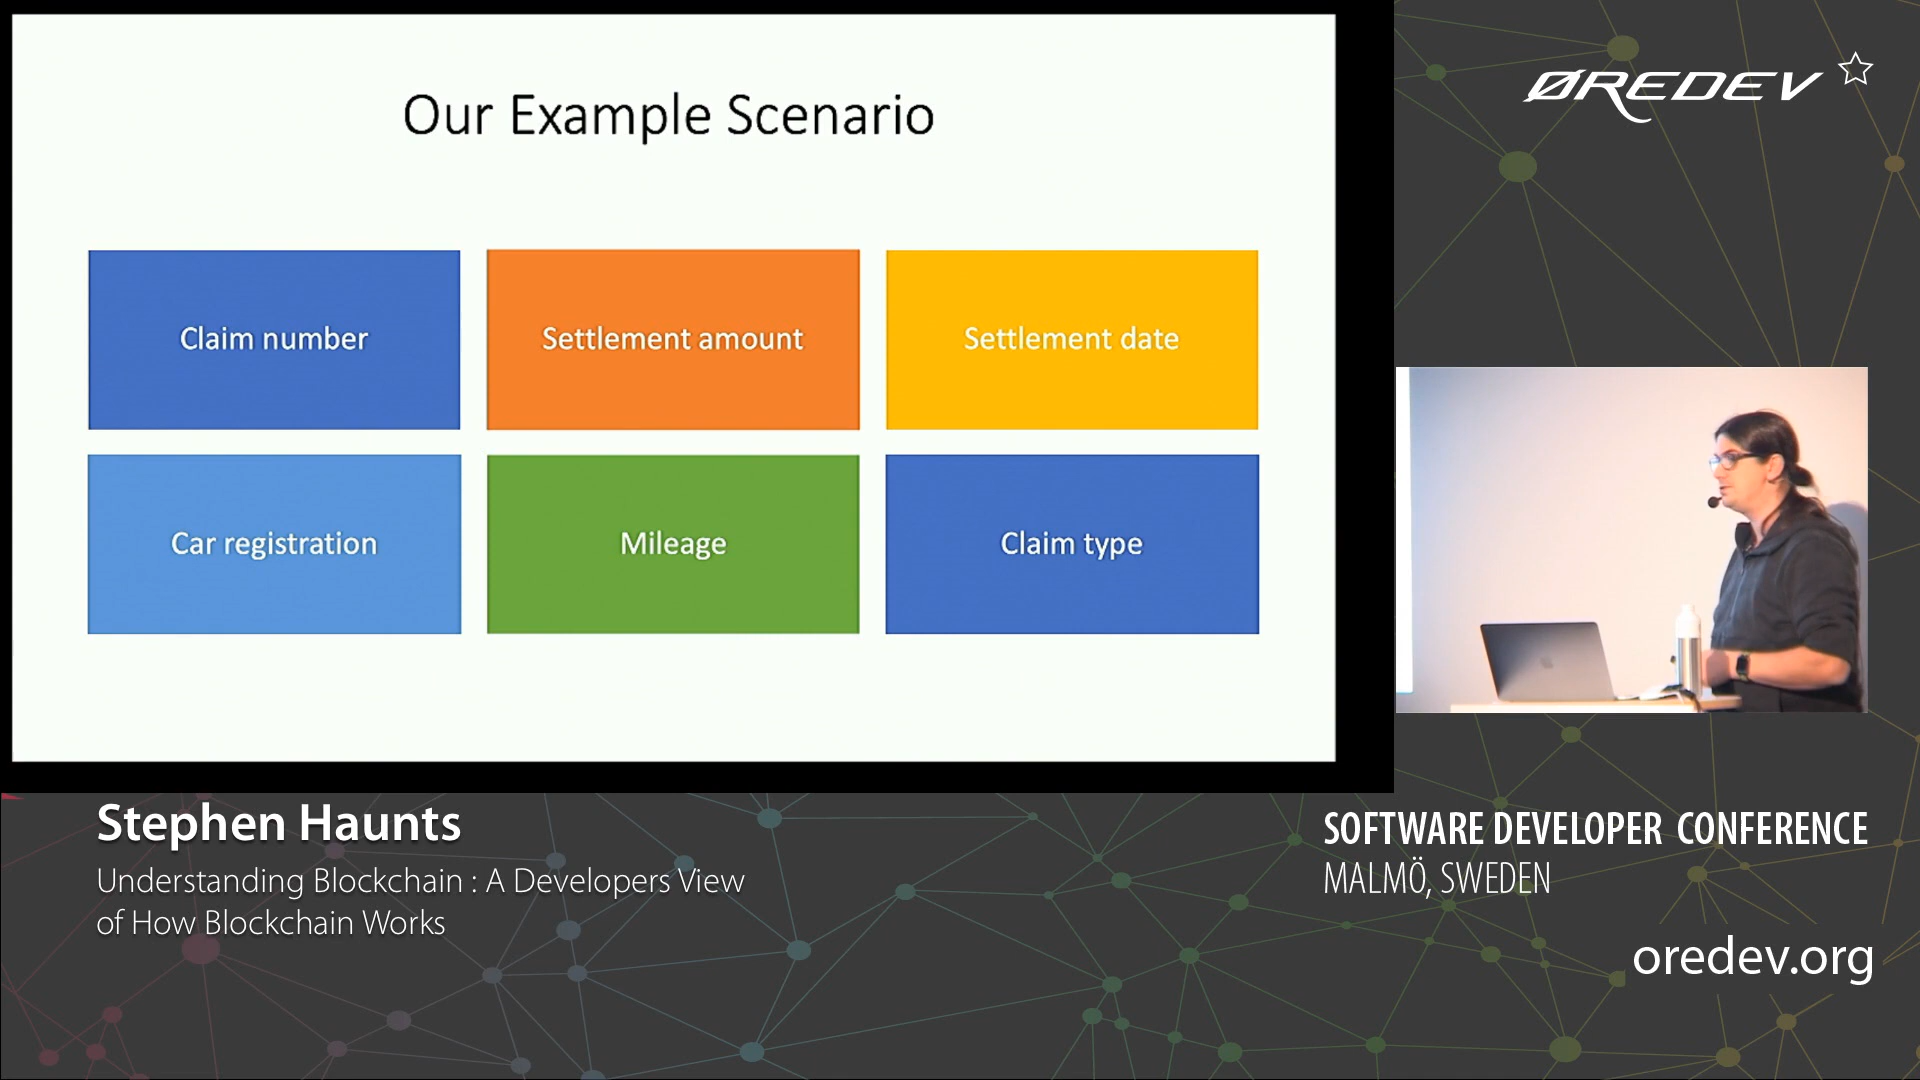 Our Example Scenario
Claim number
Settlement amount
Settlement date
Car registration
Mileage
Claim type
ØREDEV
Stephen Haunts
Understanding Blockchain : A Developers View
of How Blockchain Works
SOFTWARE DEVELOPER CONFERENCE
MALMÖ, SWEDEN
oredev.org